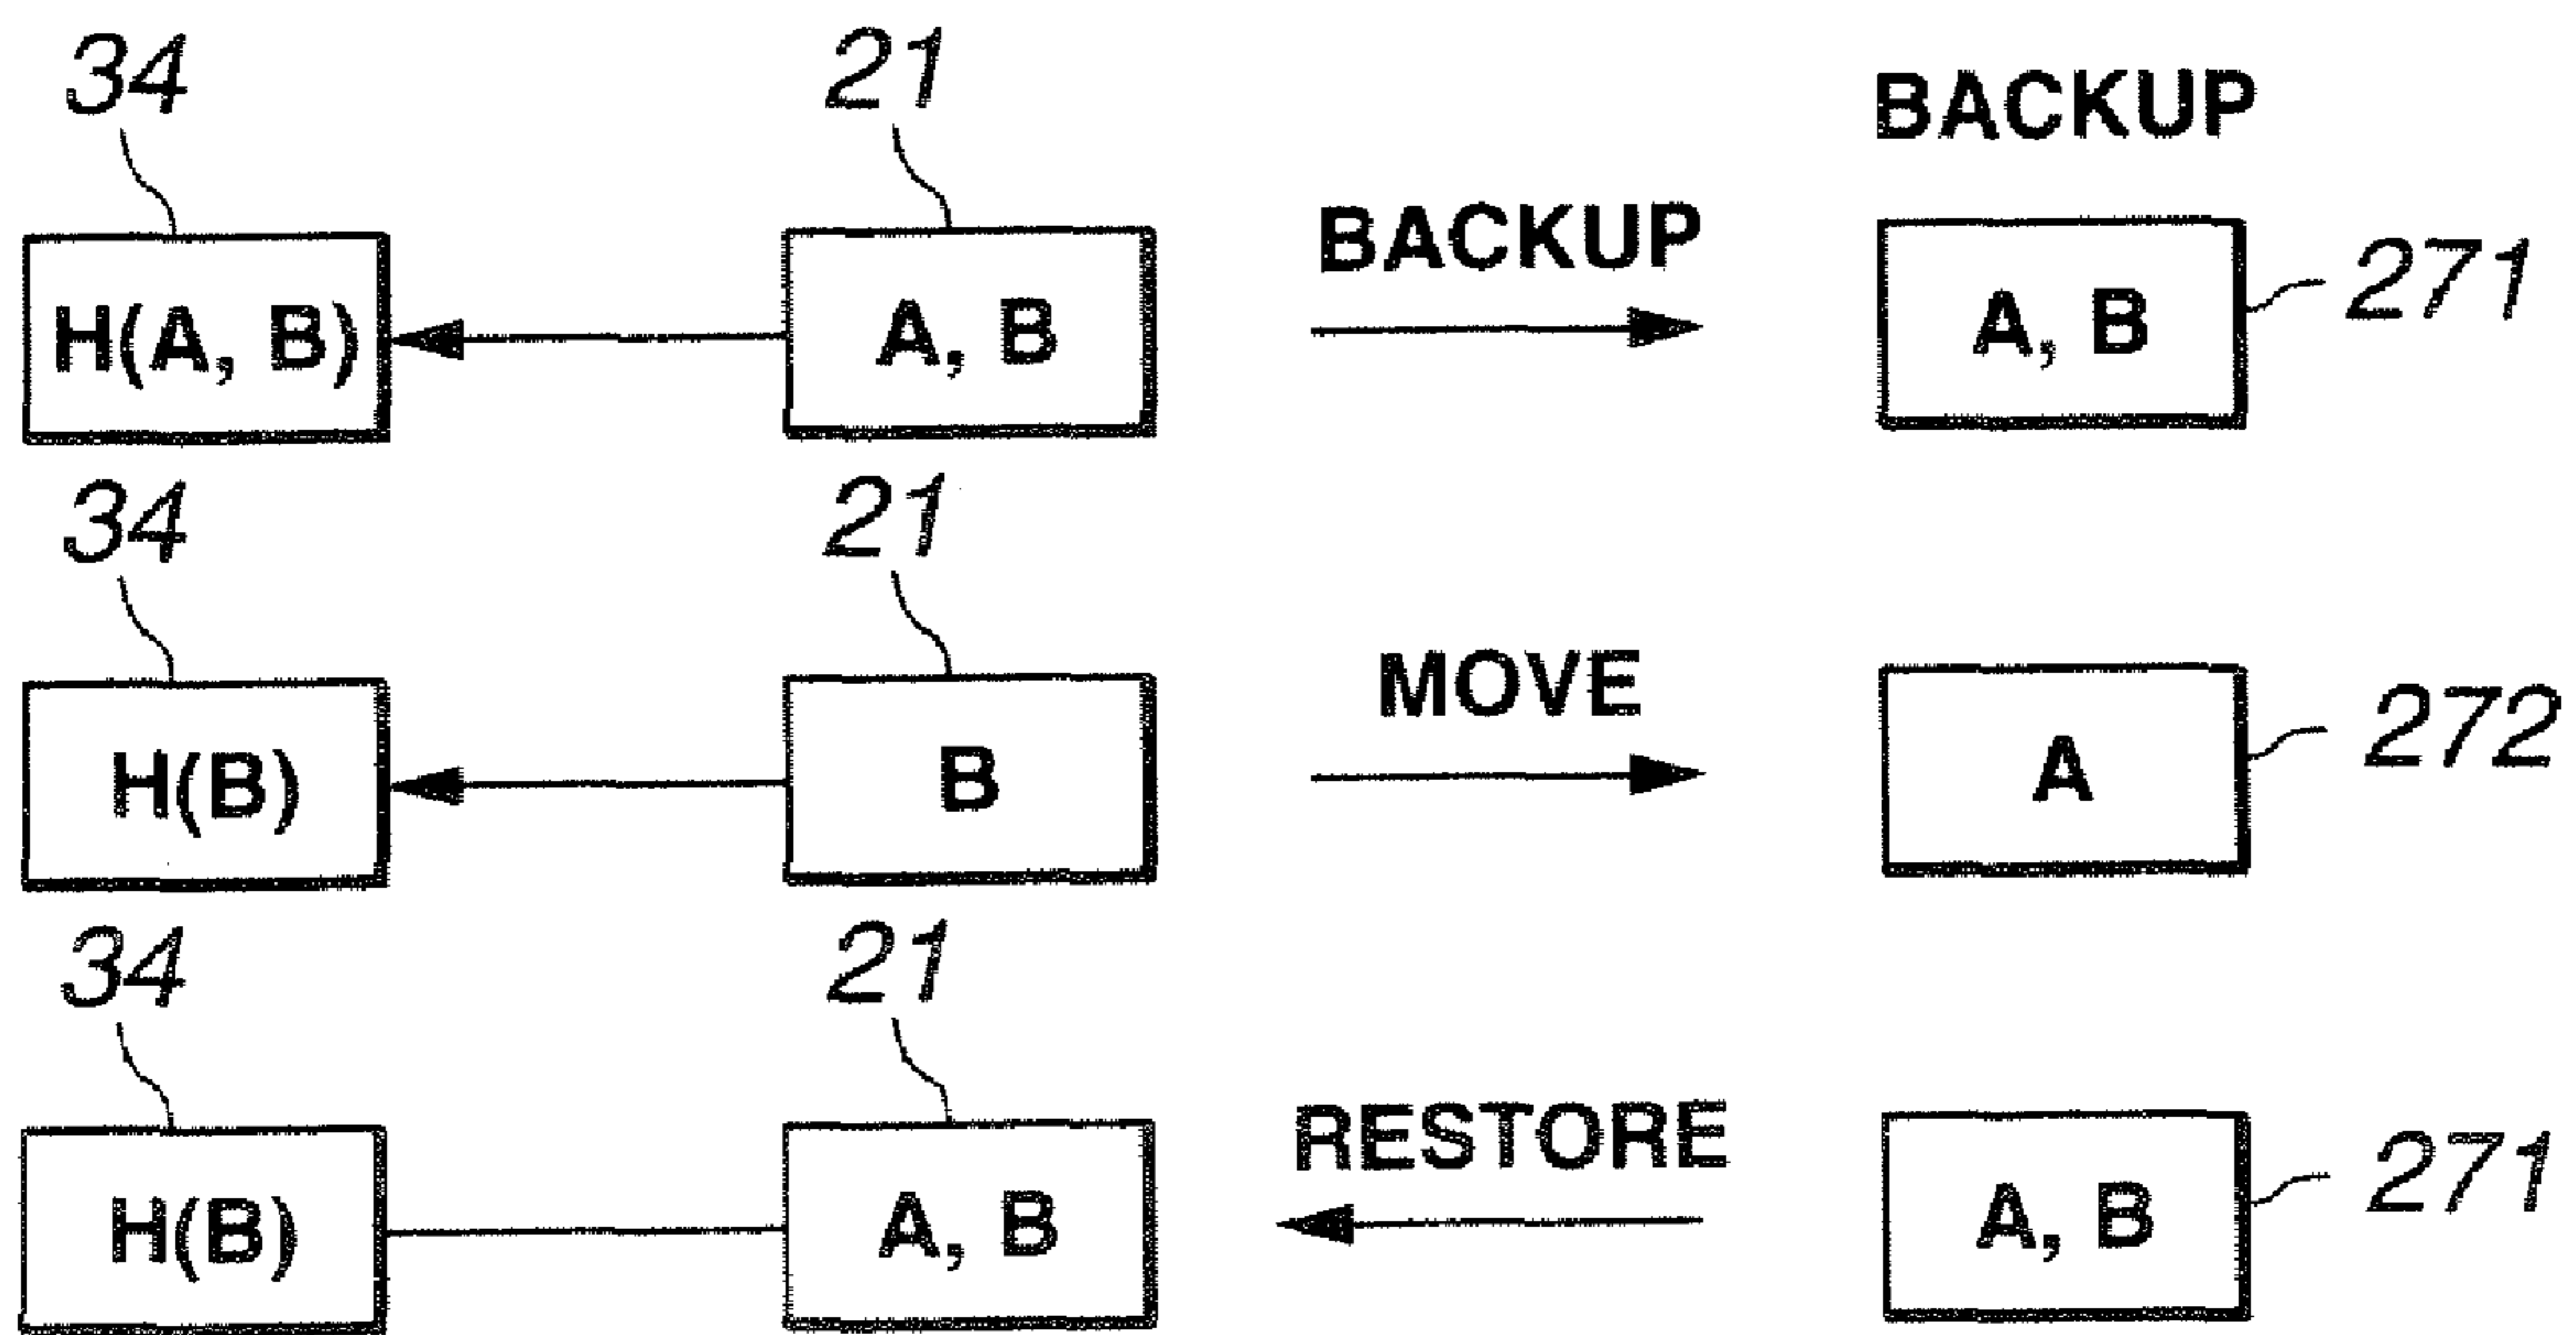 34 21 BACKUP
BACKUP
H(A, B) A, B A, B 271
34 21
MOVE
H(B) B A 272
34 21
RESTORE
H(B) A, B A, B 271